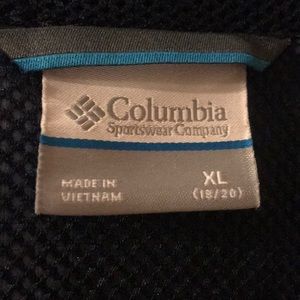 Columbia
Sportswear Company
MADE IN
VIETNAM
XL
(18/20)